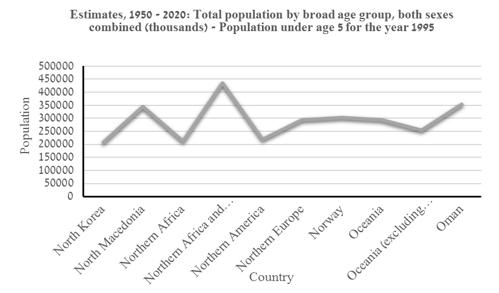 Estimates, 1950 - 2020: Total population by broad age group, both sexes
combined (thousands) - Population under age 5 for the year 1995
Population
500000
450000
400000
350000
300000
250000
200000
150000
100000
50000
0
North Korea
North Macedonia
Northern Africa
Northern Africa and...
Northern America
Northern Europe
Norway
Oceania
Oceania (excluding...
Oman
Country